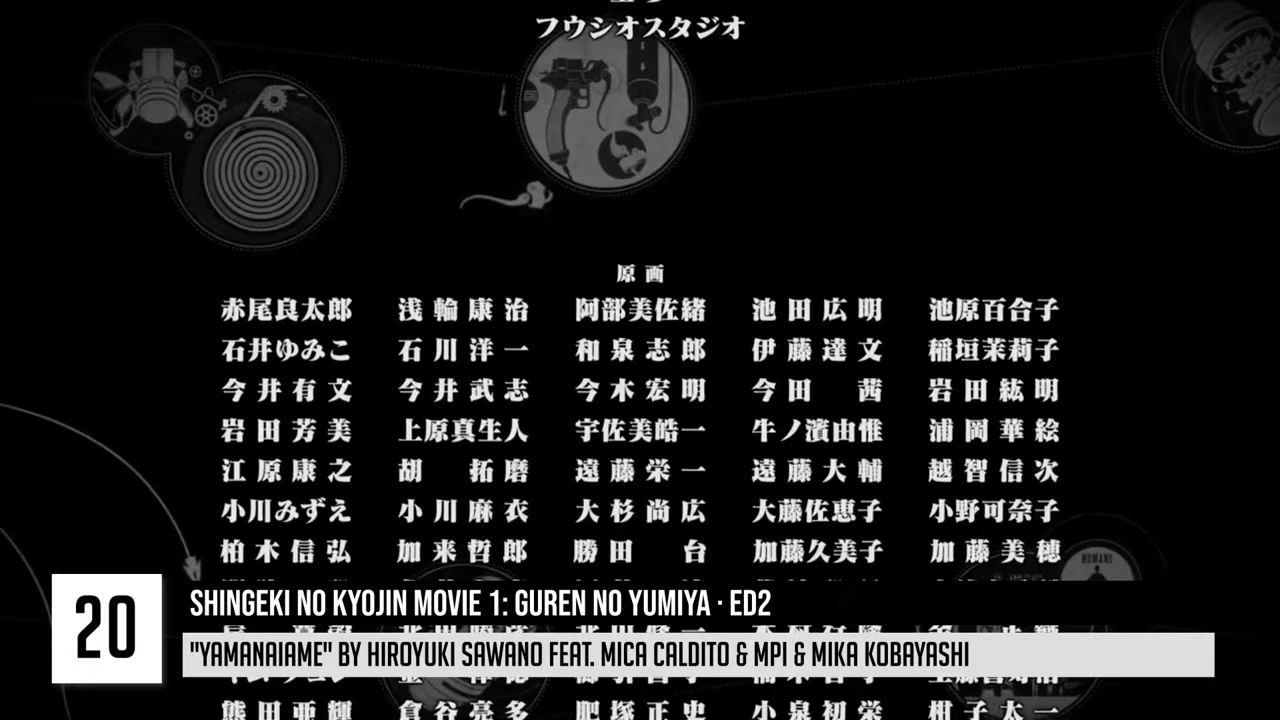 フウシオスタジオ
原画
赤尾良太郎 浅輪康治 阿部美佐緒 池田広明 池原百合子
石井ゆみこ 石川洋一 和泉志郎 伊藤達文 稲垣茉莉子
今井有文 今井武志 今木宏明 今田茜 岩田紘明
岩田芳美 上原真生人 宇佐美皓一 牛ノ濱由惟 浦岡華絵
江原康之 胡拓磨 遠藤栄一 遠藤大輔 越智信次
小川みずえ 小川麻衣 大杉尚広 大藤佐恵子 小野可奈子
柏木信弘 加来哲郎 勝田台 加藤久美子 加藤美穂
HUMANS
20
SHINGEKI NO KYOJIN MOVIE 1: GUREN NO YUMIYA · ED2
"YAMANAIAME" BY HIROYUKI SAWANO FEAT. MICA CALDITO & MPI & MIKA KOBAYASHI
熊田亜輝 倉谷亮多 肥塚正史 小泉初栄 柑子太一